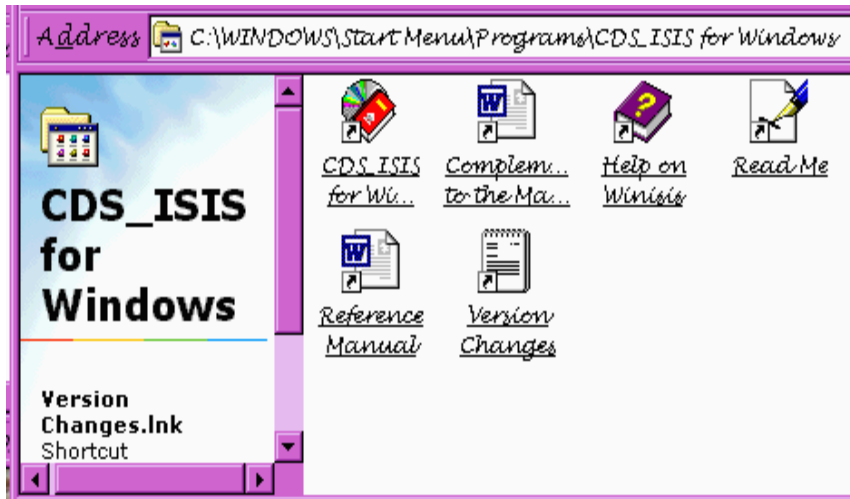 Address C:\WINDOWS\Start Menu\Programs\CDS_ISIS for Windows
CDS_ISIS
for
Windows
Version
Changes.lnk
Shortcut
CDS_ISIS
for Wi...
Complem...
to the Ma...
Help on
Winisis
Read Me
Reference
Manual
Version
Changes